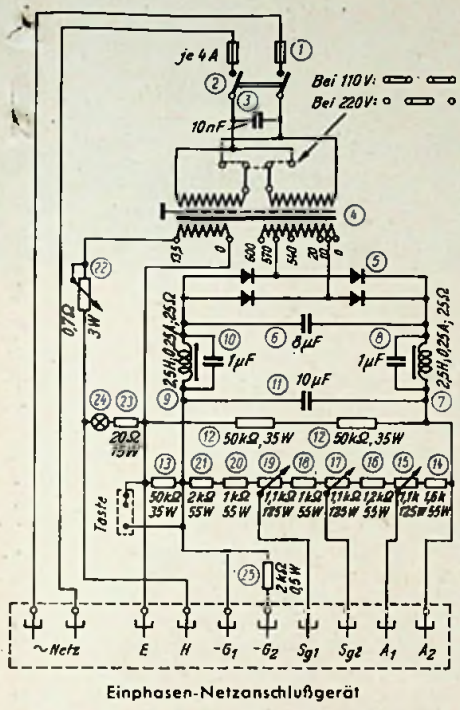 je 4A
1
2
3
10nF
Bei 110V:
Bei 220V:
4
13,5
0
600
570
540
20
10
0
5
22
0,7Ω
3W
10
6
8µF
8
2,5H, 0,25A, 25Ω
1µF
1µF
2,5H, 0,25A, 25Ω
9
11
10µF
7
24
23
20Ω
15W
12
50kΩ, 35W
12
50kΩ, 35W
13
21
20
19
18
17
16
15
14
50kΩ
35W
2kΩ
55W
1kΩ
55W
1,1kΩ
125W
1kΩ
55W
1,1kΩ
125W
1,2kΩ
55W
1,1k
125W
1,6k
55W
Taste
25
2kΩ
0,5W
~Netz
E
H
-G1
-G2
Sg1
Sg2
A1
A2
Einphasen-Netzanschlußgerät